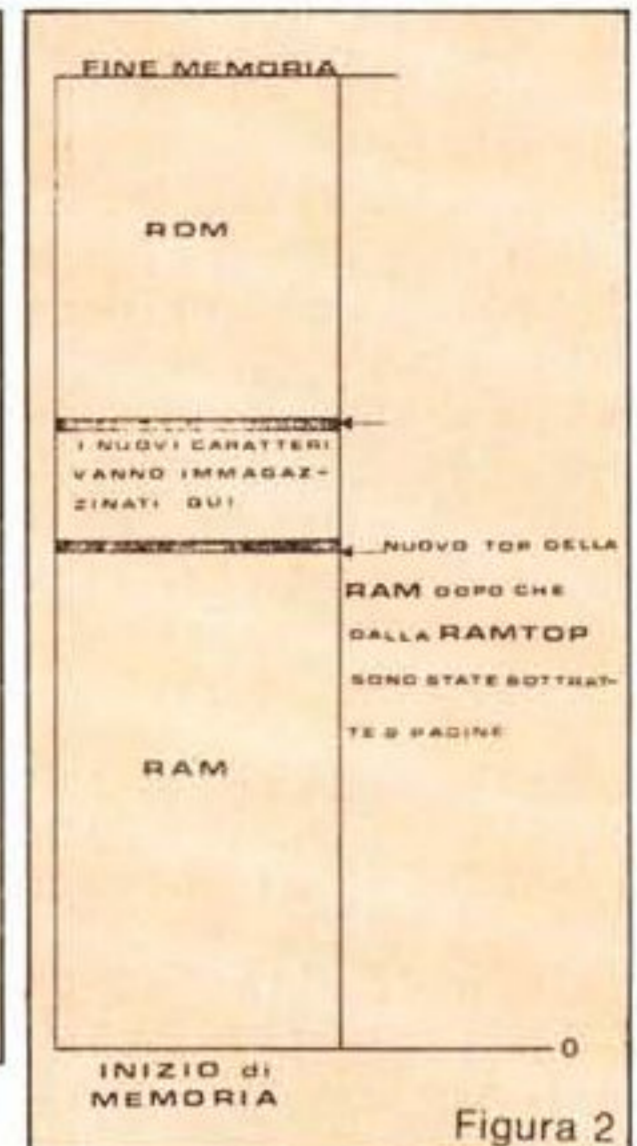 FINE MEMORIA
ROM
I NUOVI CARATTERI
VANNO IMMAGAZ-
ZINATI QUI
NUOVO TOP DELLA
RAM DOPO CHE
DALLA RAMTOP
SONO STATE SOTTRAT-
TE PAGINE
RAM
0
INIZIO di
MEMORIA
Figura 2